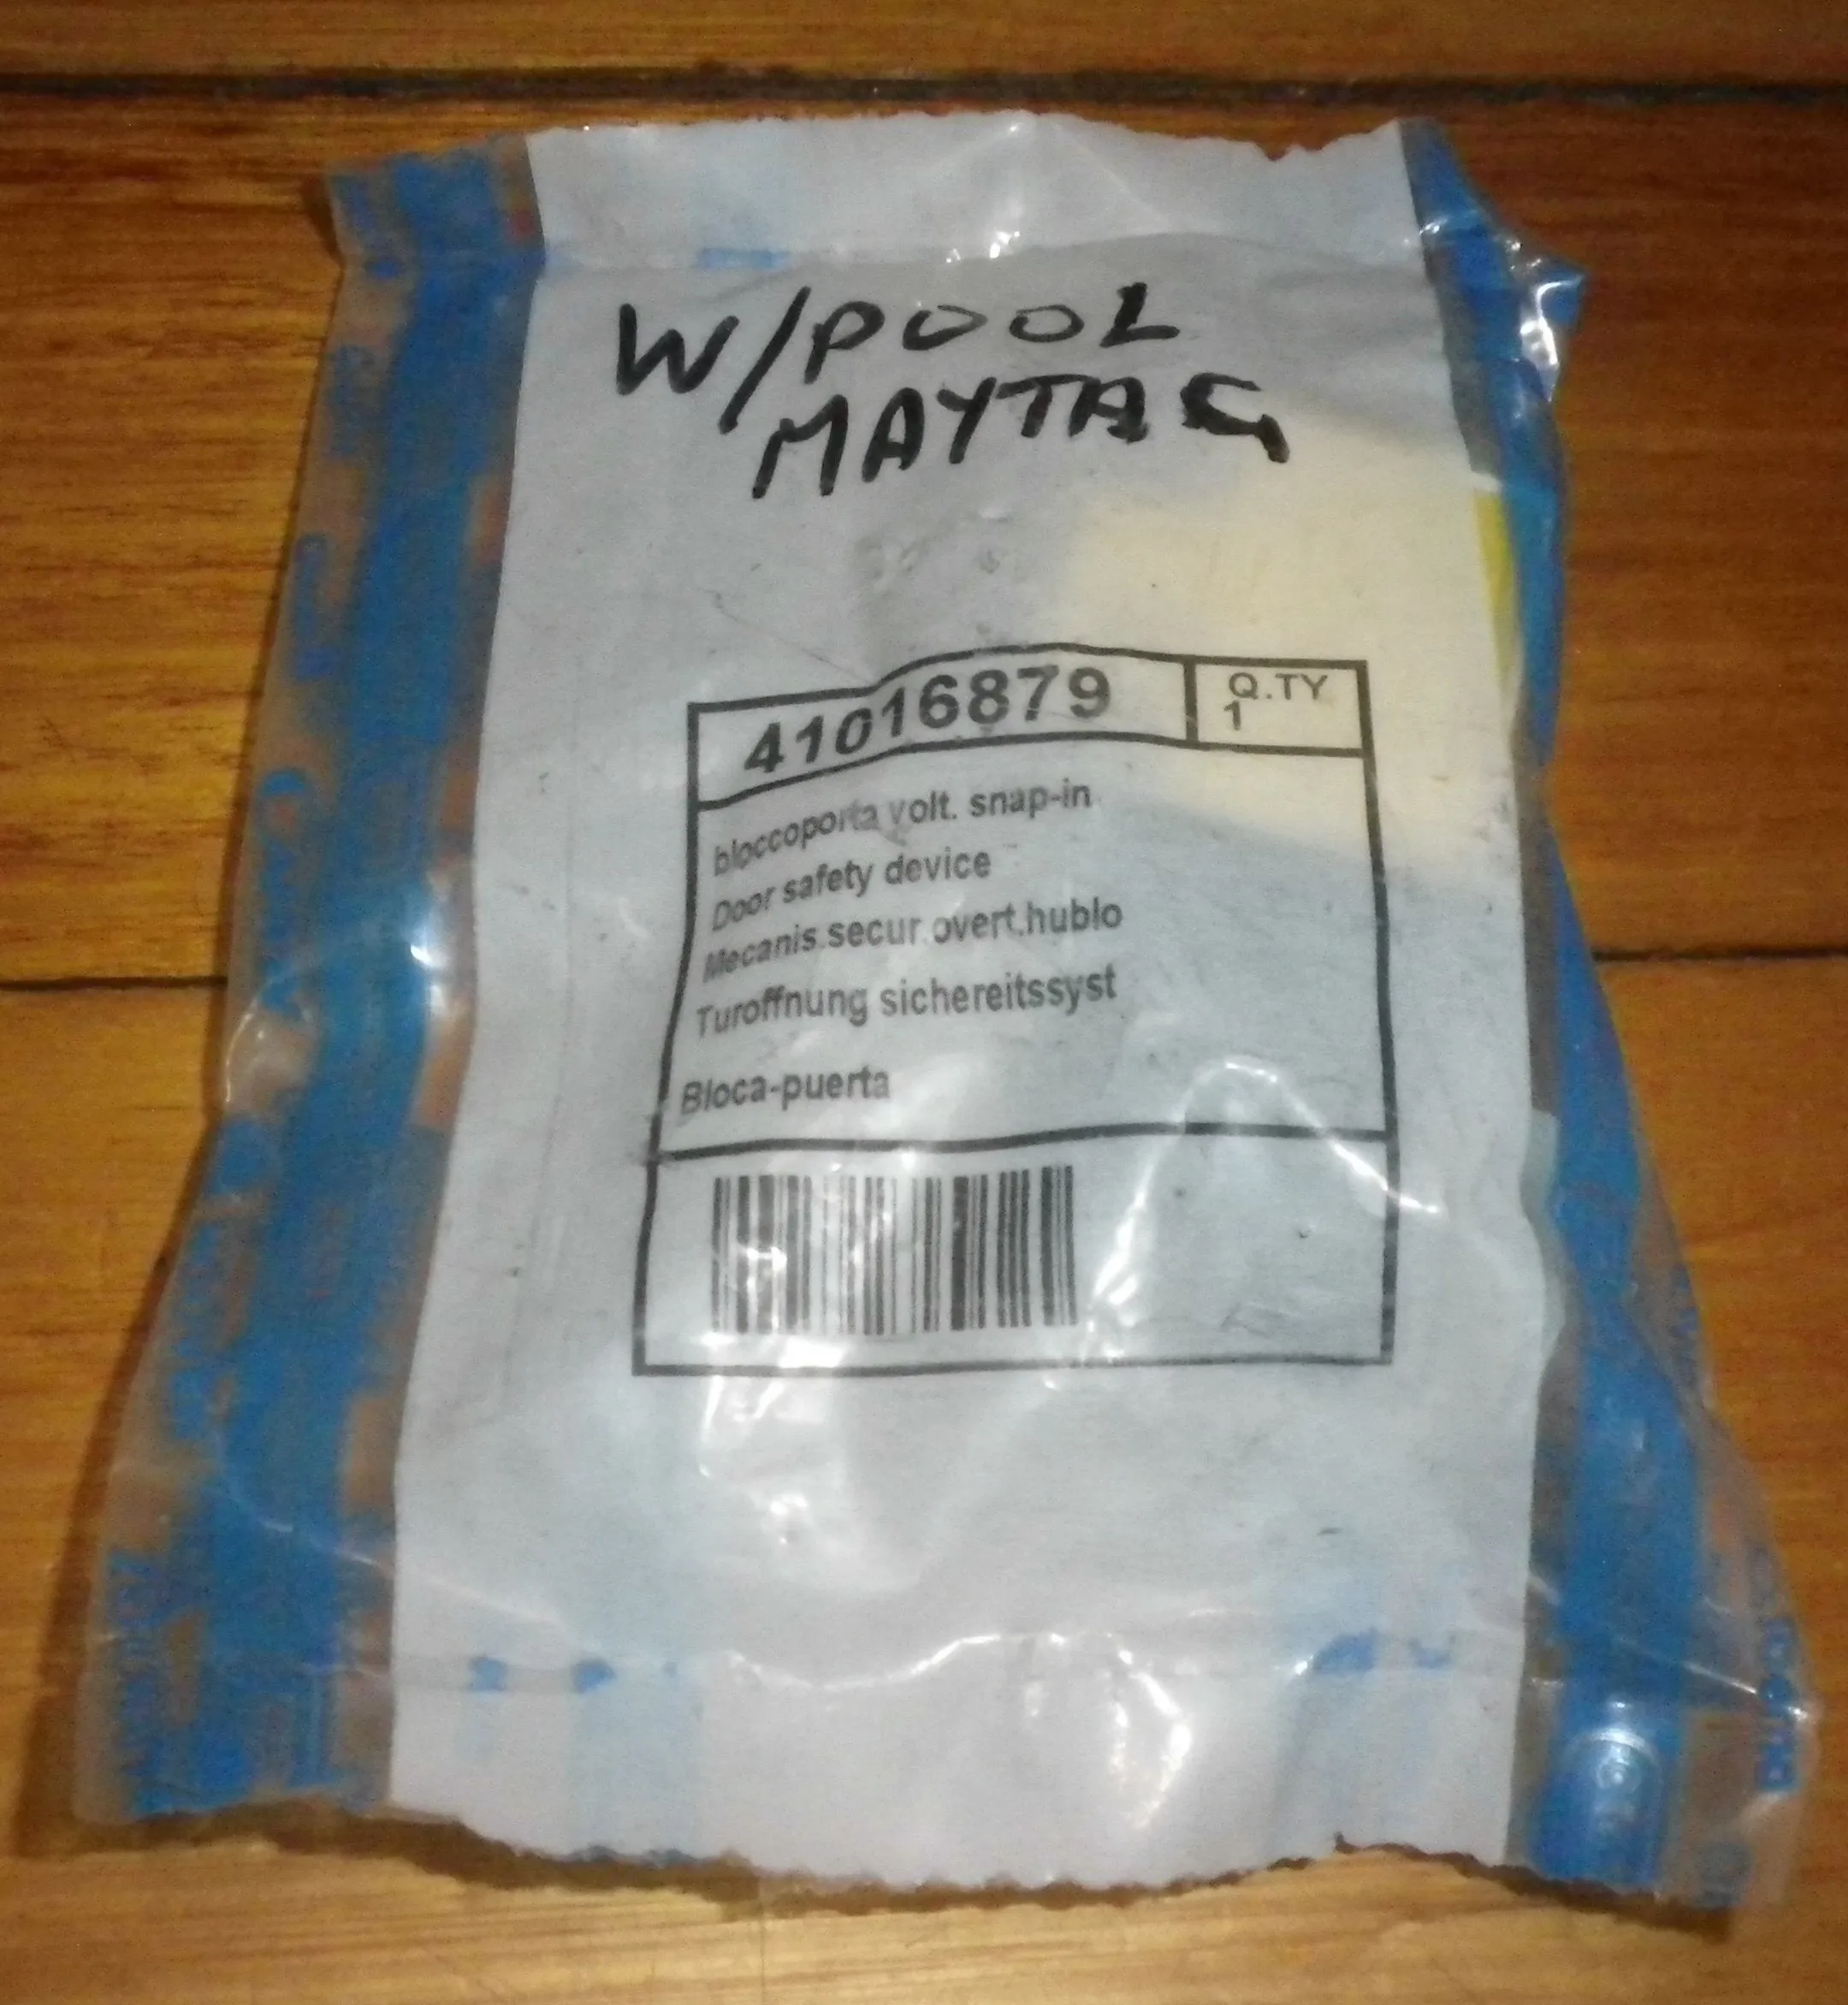 W/POOL
MAYTAG
41016879
Q.TY
1
bloccoporta volt. snap-in
Door safety device
Mecanis.secur.overt.hublo
Turoffnung sichereitssyst
Bloca-puerta